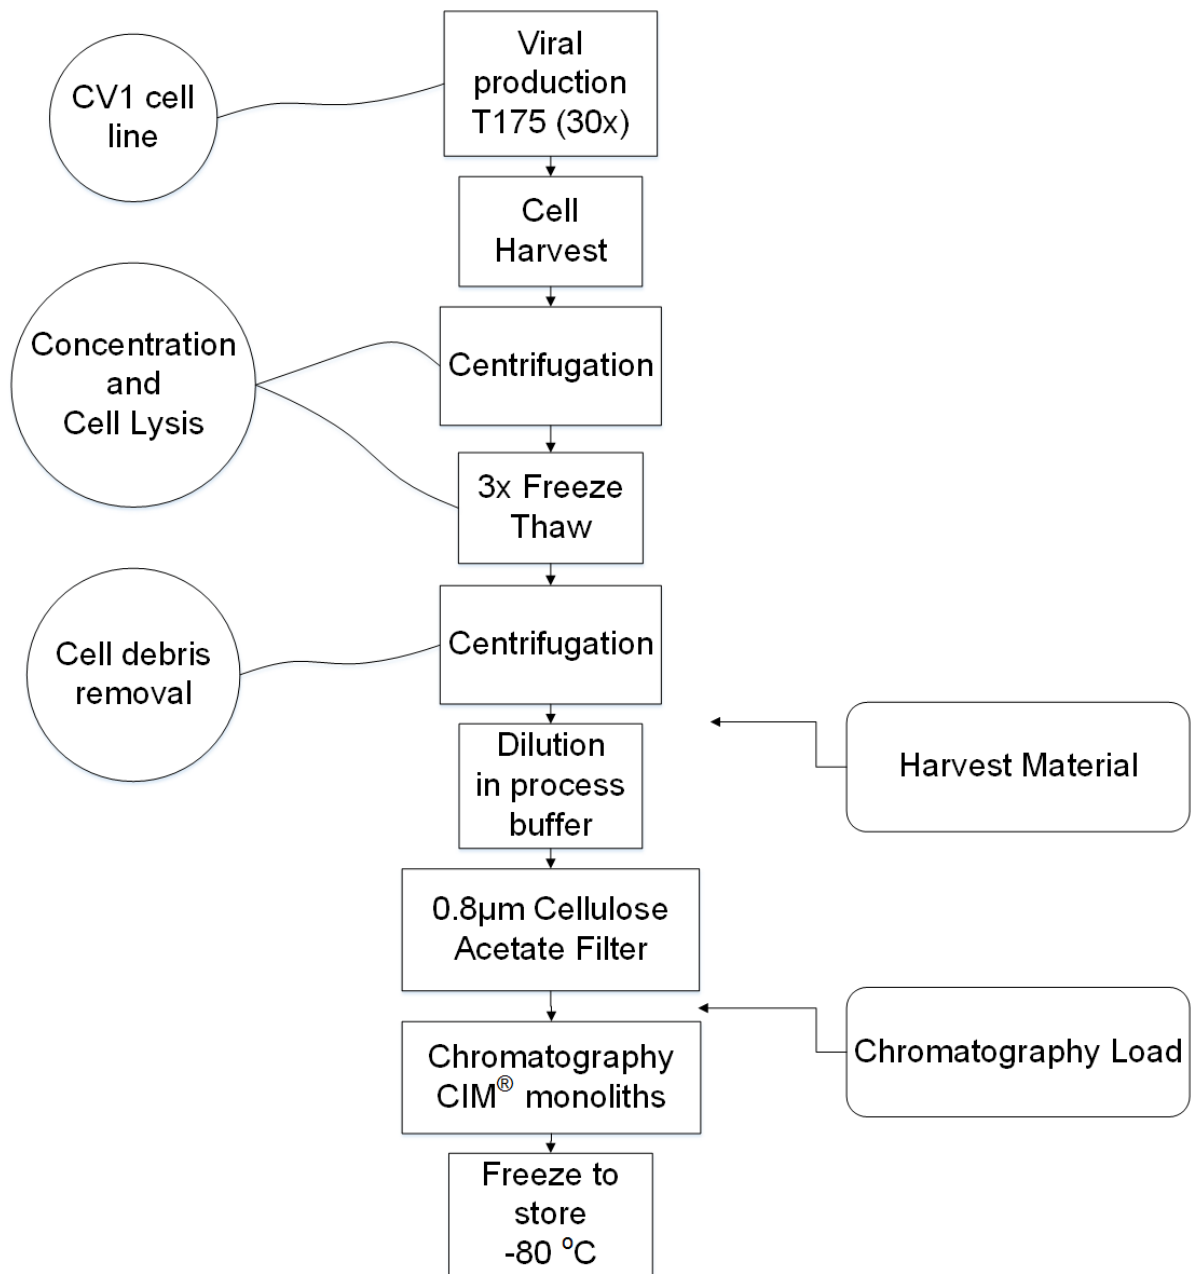 Viral
production
T175 (30x)
CV1 cell
line
Cell
Harvest
Concentration
and
Cell Lysis
Centrifugation
3x Freeze
Thaw
Cell debris
removal
Centrifugation
Dilution
in process
buffer
Harvest Material
0.8µm Cellulose
Acetate Filter
Chromatography
CIM® monoliths
Chromatography Load
Freeze to
store
-80 °C